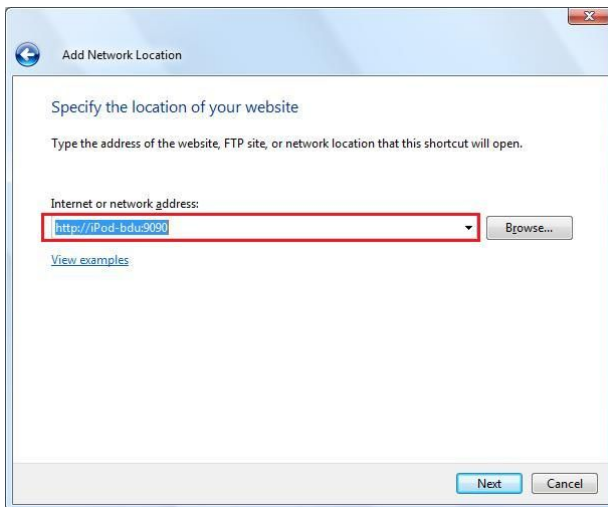 Add Network Location
Specify the location of your website
Type the address of the website, FTP site, or network location that this shortcut will open.
Internet or network address:
http://iPod-bdu:9090
Browse...
View examples
Next
Cancel